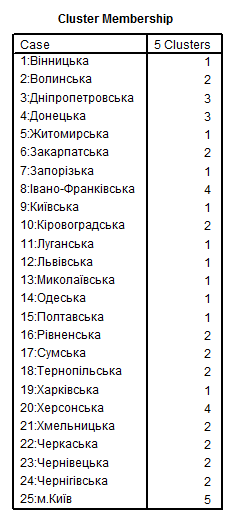 Cluster Membership
Case 5 Clusters
1:Вінницька 1
2:Волинська 2
3:Дніпропетровська 3
4:Донецька 3
5:Житомирська 1
6:Закарпатська 2
7:Запорізька 1
8:Івано-Франківська 4
9:Київська 1
10:Кіровоградська 2
11:Луганська 1
12:Львівська 1
13:Миколаївська 1
14:Одеська 1
15:Полтавська 1
16:Рівненська 2
17:Сумська 2
18:Тернопільська 2
19:Харківська 1
20:Херсонська 4
21:Хмельницька 2
22:Черкаська 2
23:Чернівецька 2
24:Чернігівська 2
25:м.Київ 5